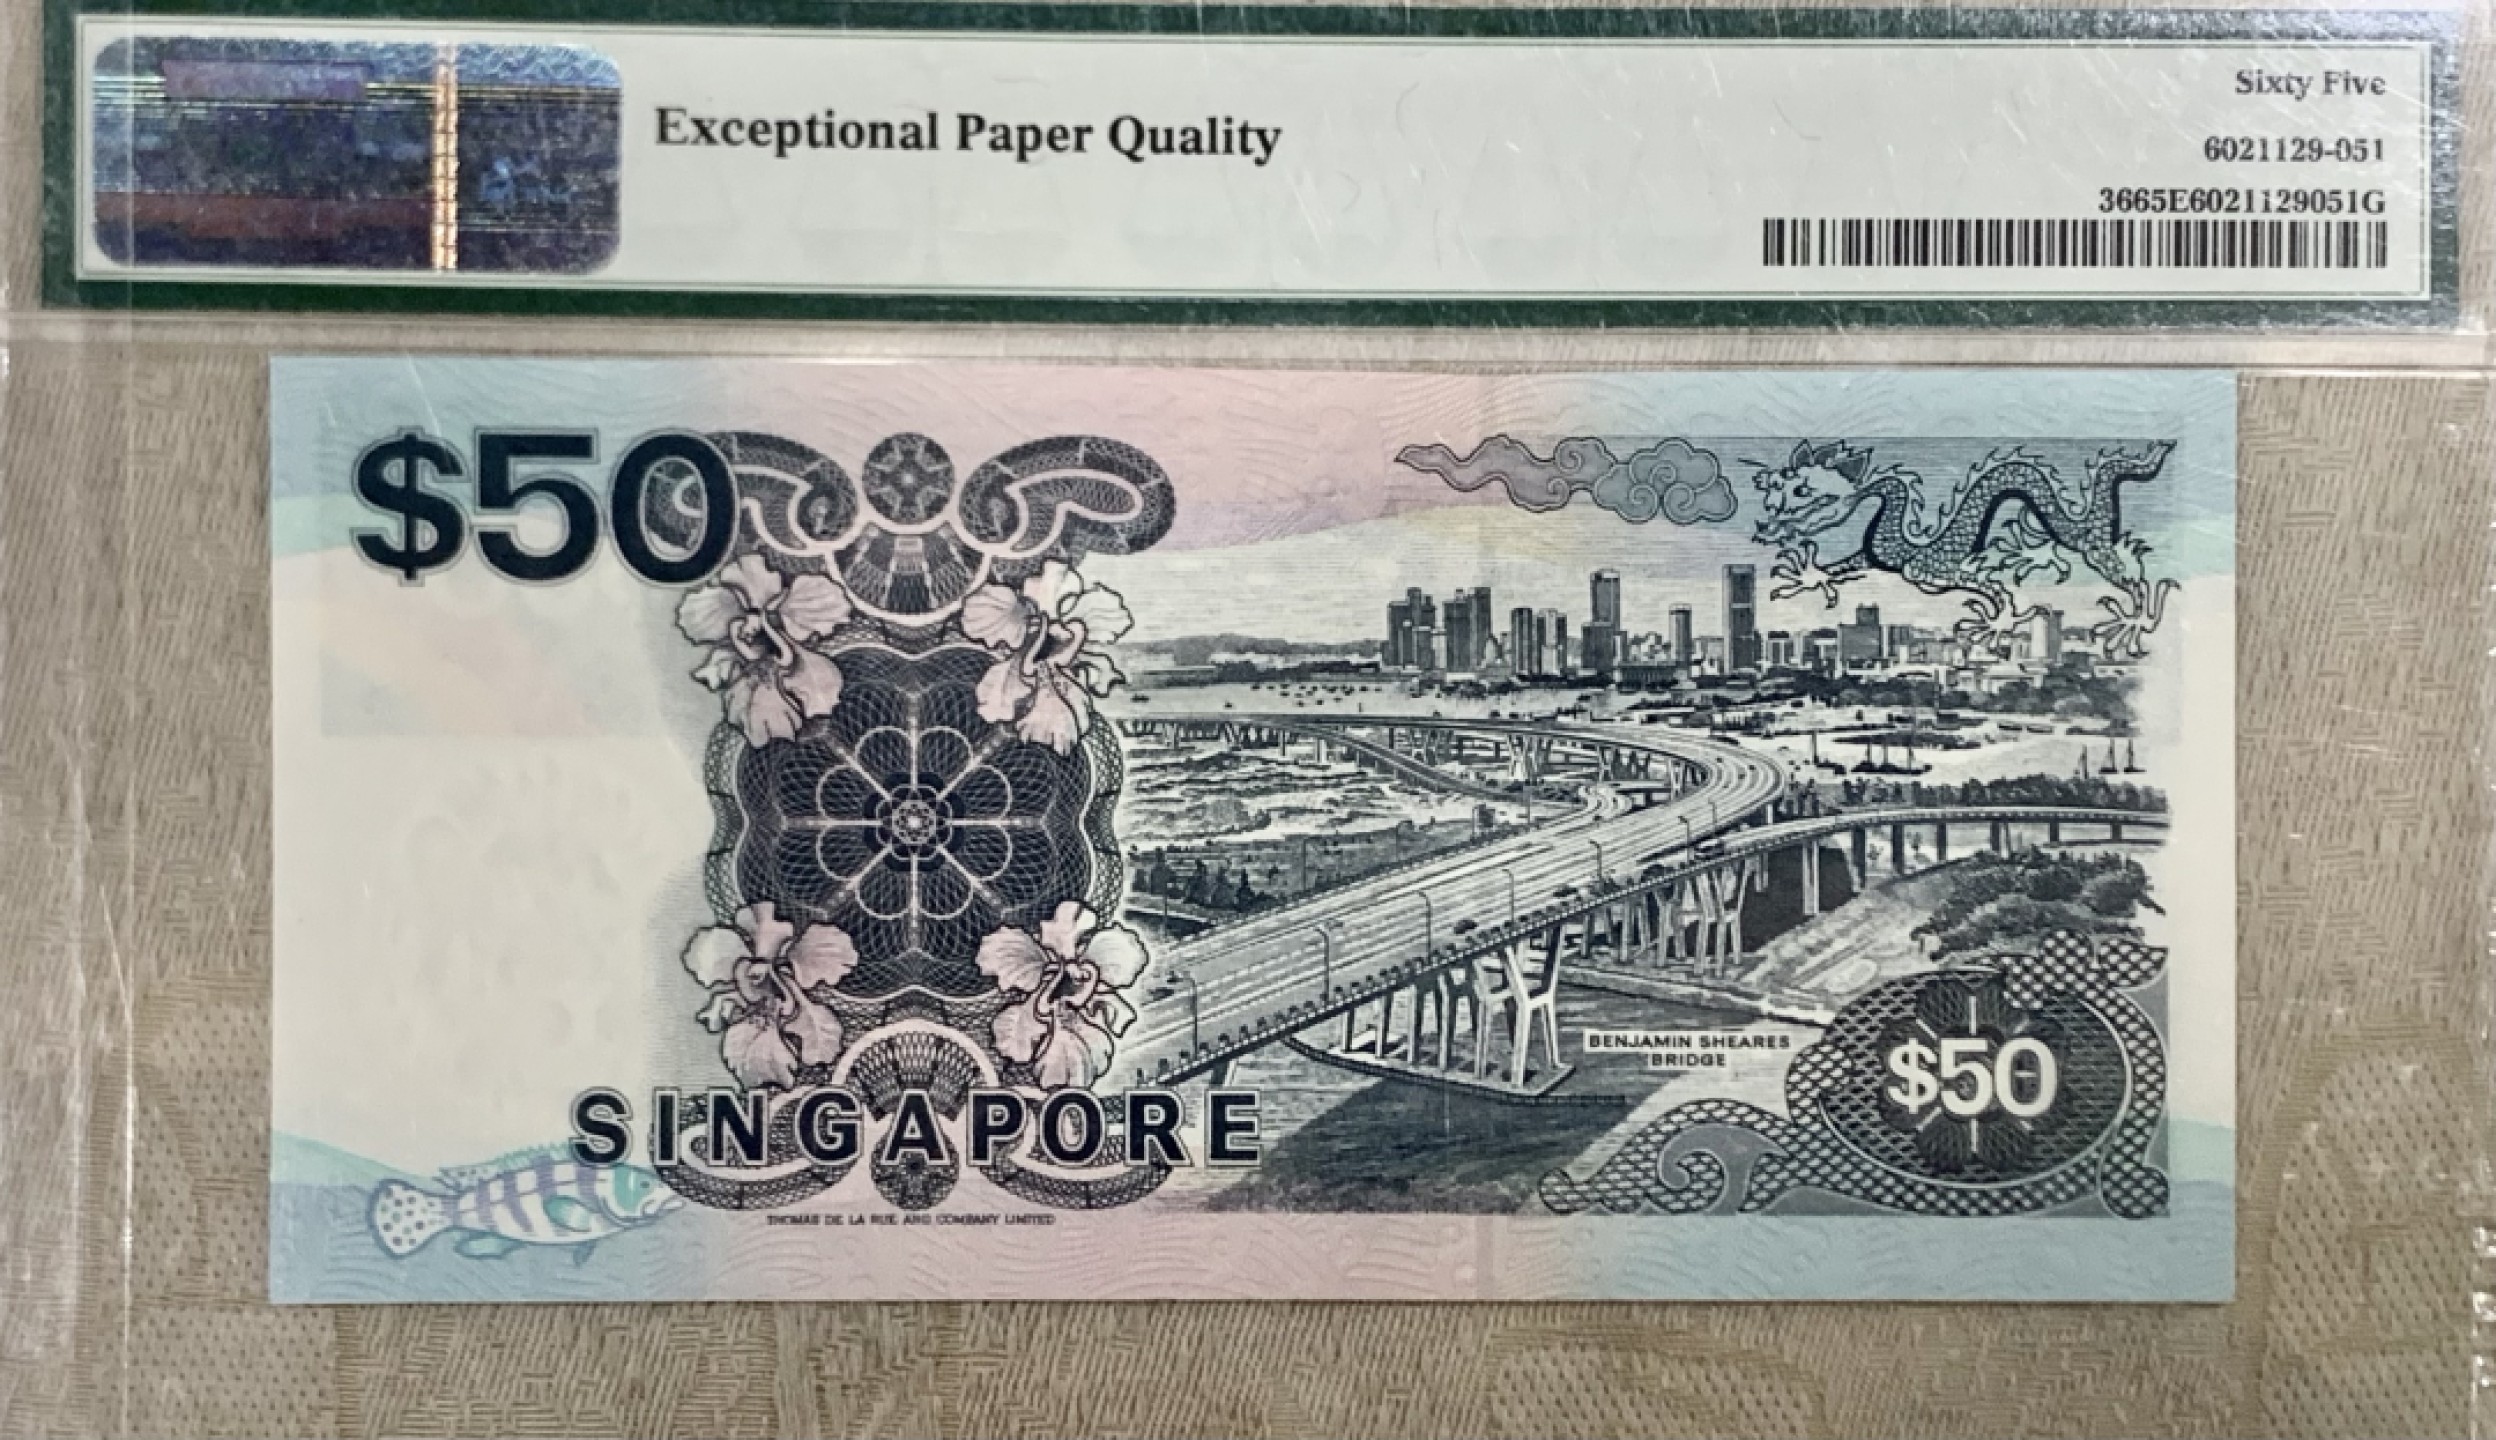 Exceptional Paper Quality
Sixty Five
6021129-051
3665E6021129051G
$50
BENJAMIN SHEARES
BRIDGE
$50
SINGAPORE
THOMAS DE LA RUE AND COMPANY LIMITED